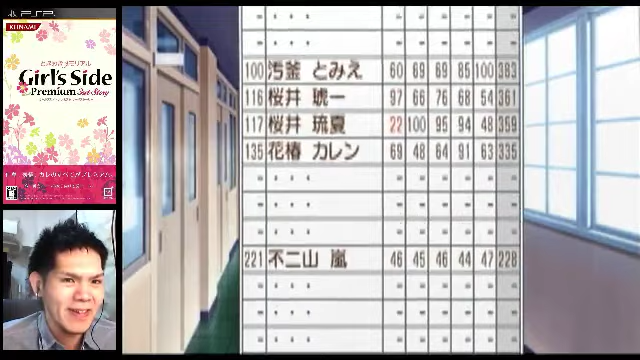 PSP
KONAMI
ときめきメモリアル
Girl's Side
Premium 3rd Story
100 汚釜 とみえ 60 69 69 85 100 383
116 桜井 琥一 97 66 76 68 54 361
117 桜井 琉夏 22 100 95 94 48 359
135 花椿 カレン 69 48 64 91 63 335
221 不二山 嵐 46 45 46 44 47 228